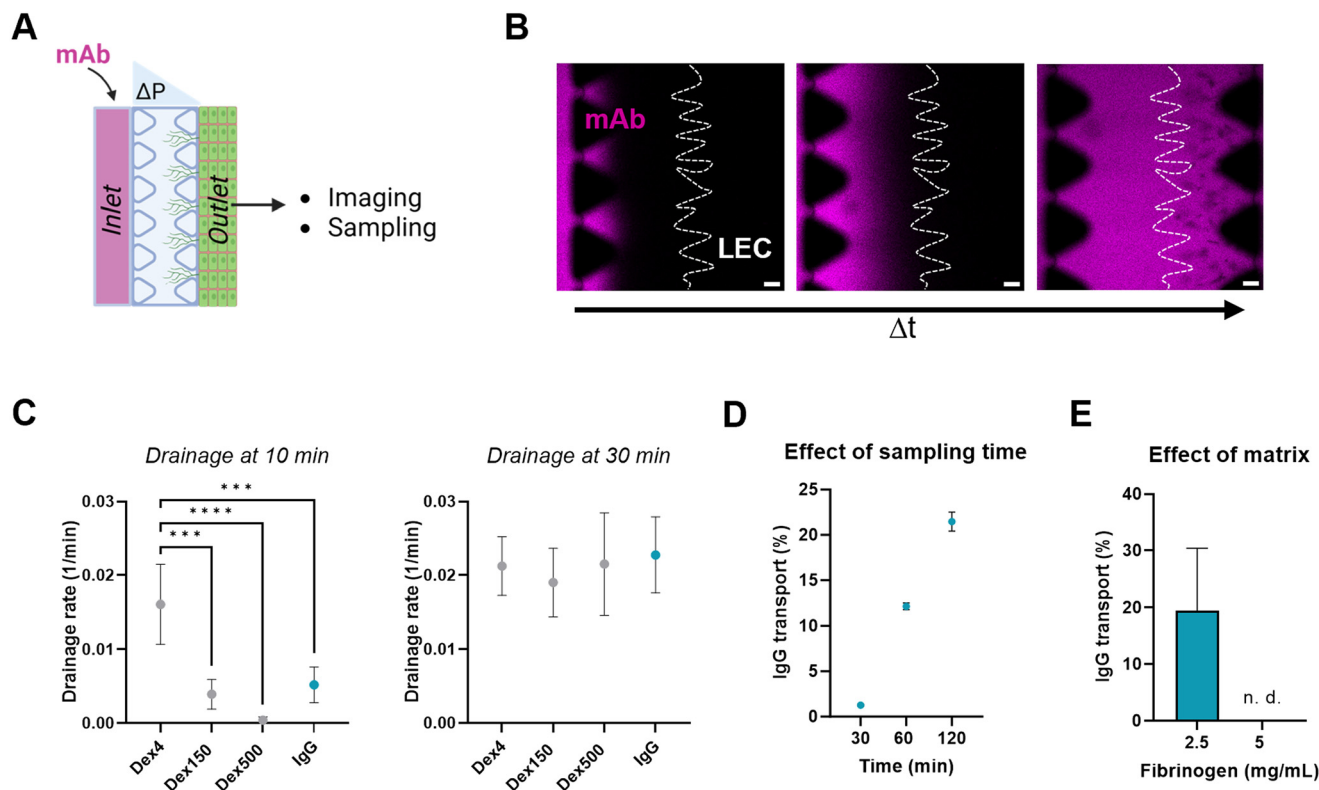 A
mAb
ΔP
Inlet
Outlet
• Imaging
• Sampling
B
mAb
LEC
Δt
C
Drainage at 10 min
Drainage rate (1/min)
0.03
0.02
0.01
0.00
***
****
***
Dex4
Dex150
Dex500
IgG
Drainage at 30 min
Drainage rate (1/min)
0.03
0.02
0.01
0.00
Dex4
Dex150
Dex500
IgG
D
Effect of sampling time
IgG transport (%)
25
20
15
10
5
0
30 60 120
Time (min)
E
Effect of matrix
IgG transport (%)
40
30
20
10
0
n. d.
2.5 5
Fibrinogen (mg/mL)